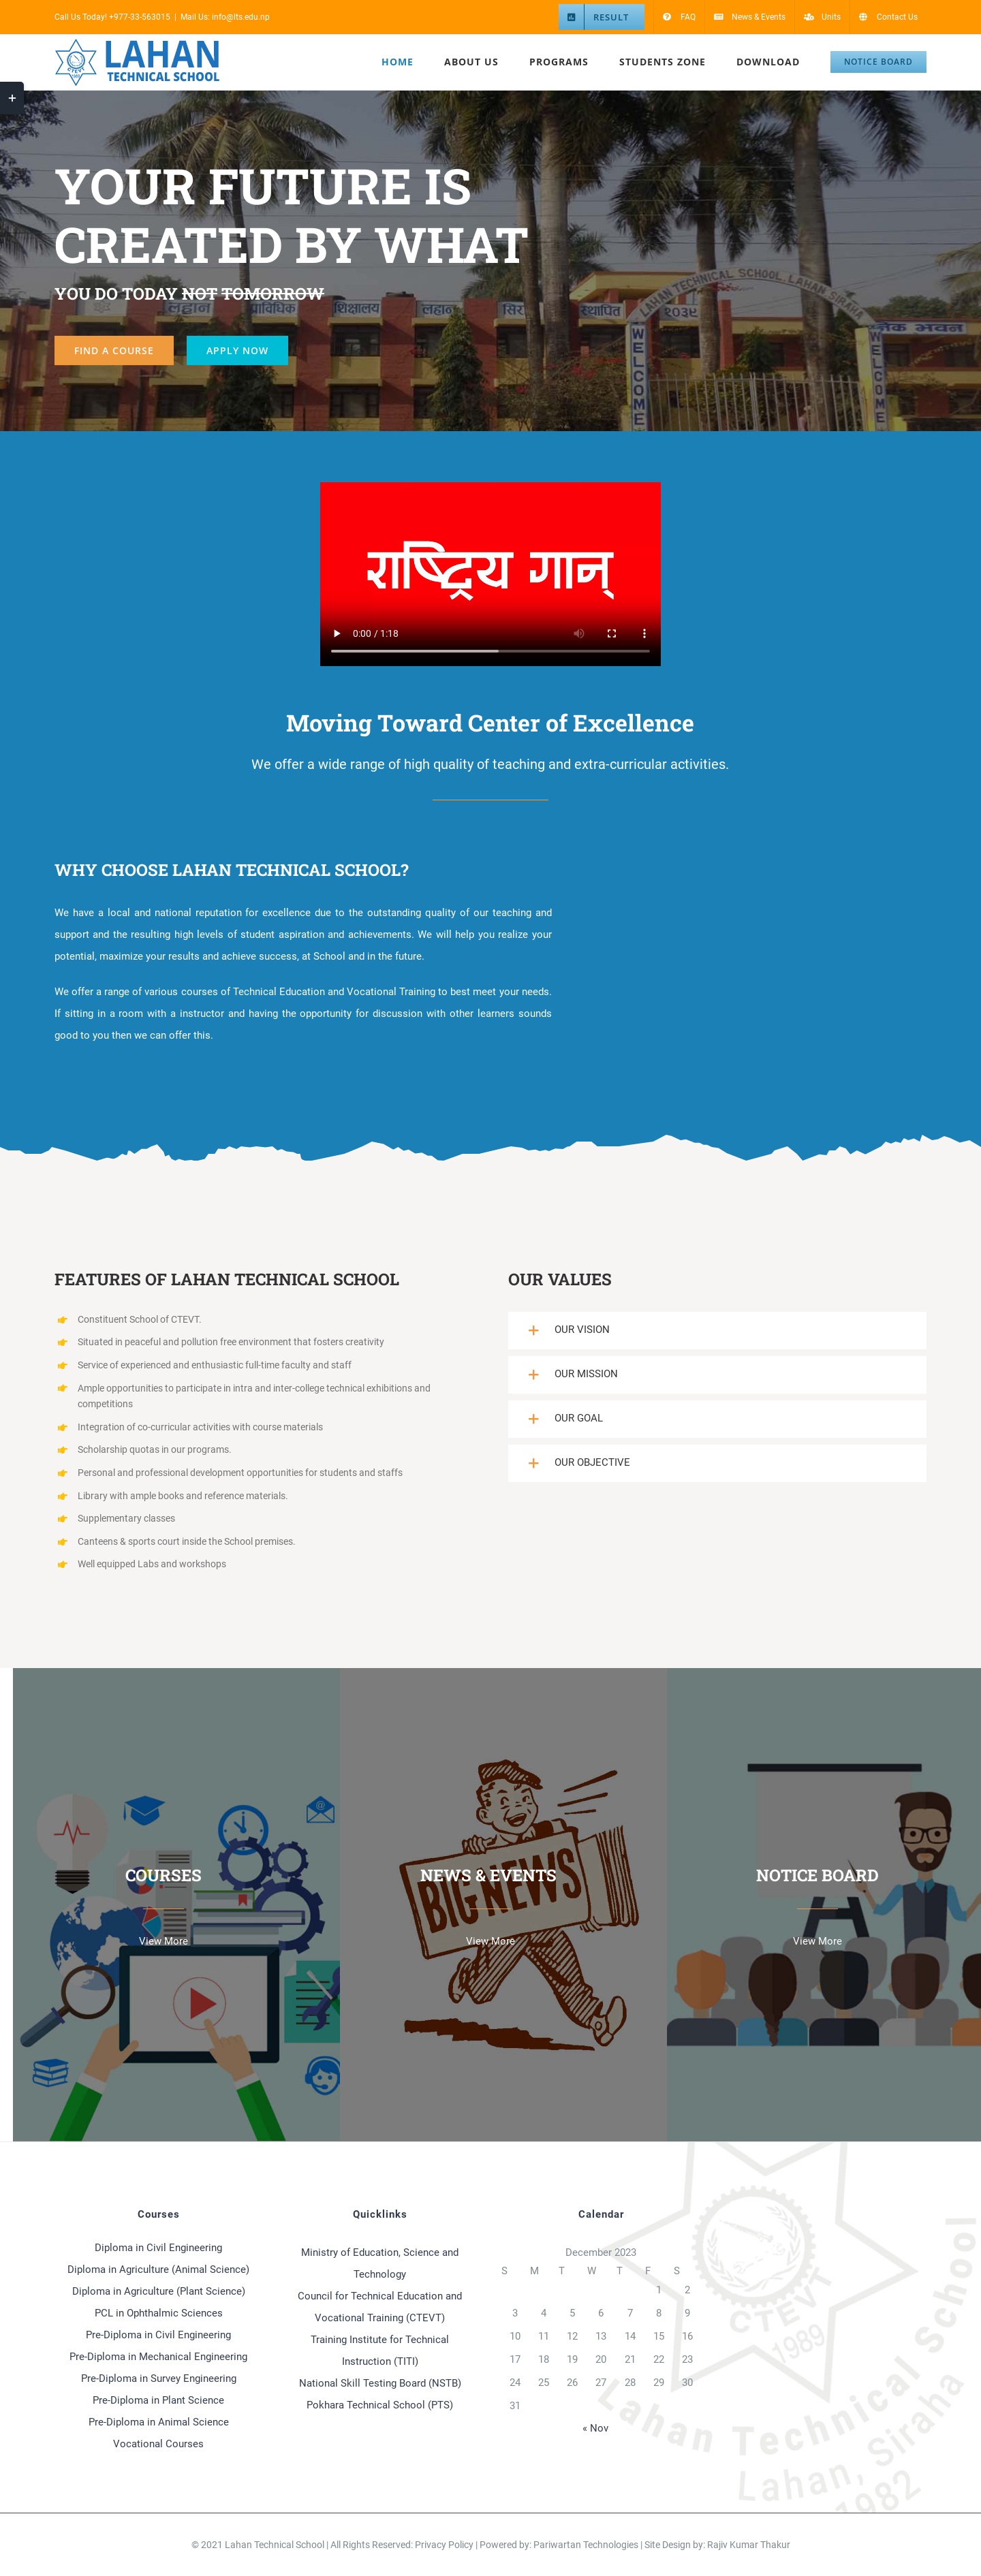 Call Us Today! +977-33-563015 | Mail Us: info@lts.edu.np
RESULT
FAQ
News & Events
Units
Contact Us
LAHAN
TECHNICAL SCHOOL
HOME
ABOUT US
PROGRAMS
STUDENTS ZONE
DOWNLOAD
NOTICE BOARD
+
YOUR FUTURE IS
CREATED BY WHAT
YOU DO TODAY NOT TOMORROW
FIND A COURSE
APPLY NOW
LAHAN TECHNICAL SCHOOL, LAHAN SIRAHA
स्थापित २०३९
WELCOME
WELCOME
राष्ट्रिय गान्
0:00 / 1:18
Moving Toward Center of Excellence
We offer a wide range of high quality of teaching and extra-curricular activities.
WHY CHOOSE LAHAN TECHNICAL SCHOOL?
We have a local and national reputation for excellence due to the outstanding quality of our teaching and
support and the resulting high levels of student aspiration and achievements. We will help you realize your
potential, maximize your results and achieve success, at School and in the future.
We offer a range of various courses of Technical Education and Vocational Training to best meet your needs.
If sitting in a room with a instructor and having the opportunity for discussion with other learners sounds
good to you then we can offer this.
FEATURES OF LAHAN TECHNICAL SCHOOL
Constituent School of CTEVT.
Situated in peaceful and pollution free environment that fosters creativity
Service of experienced and enthusiastic full-time faculty and staff
Ample opportunities to participate in intra and inter-college technical exhibitions and
competitions
Integration of co-curricular activities with course materials
Scholarship quotas in our programs.
Personal and professional development opportunities for students and staffs
Library with ample books and reference materials.
Supplementary classes
Canteens & sports court inside the School premises.
Well equipped Labs and workshops
OUR VALUES
OUR VISION
OUR MISSION
OUR GOAL
OUR OBJECTIVE
COURSES
View More
BIG NEWS
NEWS & EVENTS
View More
NOTICE BOARD
View More
Courses
Diploma in Civil Engineering
Diploma in Agriculture (Animal Science)
Diploma in Agriculture (Plant Science)
PCL in Ophthalmic Sciences
Pre-Diploma in Civil Engineering
Pre-Diploma in Mechanical Engineering
Pre-Diploma in Survey Engineering
Pre-Diploma in Plant Science
Pre-Diploma in Animal Science
Vocational Courses
Quicklinks
Ministry of Education, Science and
Technology
Council for Technical Education and
Vocational Training (CTEVT)
Training Institute for Technical
Instruction (TITI)
National Skill Testing Board (NSTB)
Pokhara Technical School (PTS)
Calendar
December 2023
S M T W T F S
1 2
3 4 5 6 7 8 9
10 11 12 13 14 15 16
17 18 19 20 21 22 23
24 25 26 27 28 29 30
31
« Nov
CTEVT
1989
Lahan Technical School
Lahan, Siraha
1982
© 2021 Lahan Technical School | All Rights Reserved: Privacy Policy | Powered by: Pariwartan Technologies | Site Design by: Rajiv Kumar Thakur